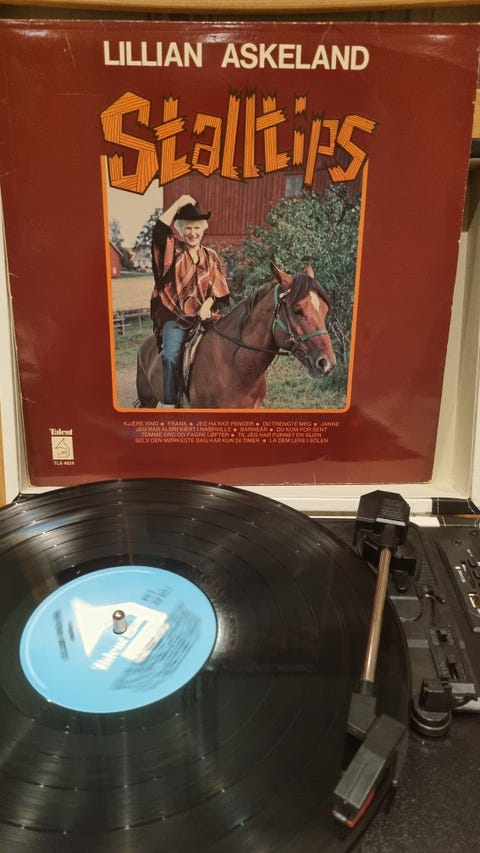 LILLIAN ASKELAND
Stalltips
KJÆRE VIND ● FRANK ● JEG HA'KKE PENGER ● DU TRENGTE MEG ● JANNE
JEG HAR ALDRI VÆRT I NASHVILLE ● BARNEÅR ● DU KOM FOR SENT
TOMME ORD OG FAGRE LØFTER ● TIL JEG HAR FUNNET EN IGJEN
SELV DEN MØRKESTE DAG HAR KUN 24 TIMER ● LA DEM LEKE I SOLEN
Talent
TLS 4024